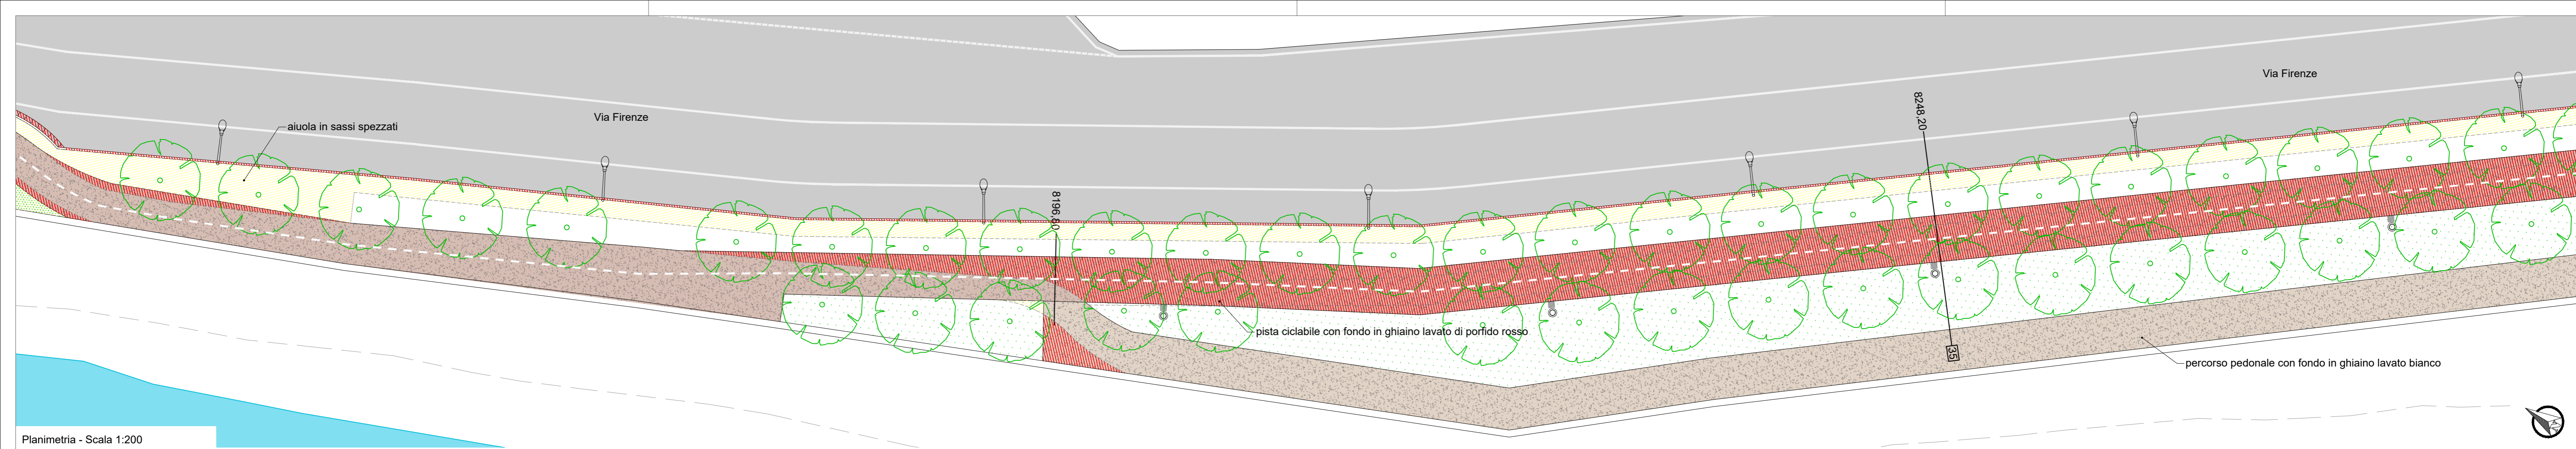 Via Firenze
Via Firenze
aiuola in sassi spezzati
8196,80
8248,20
35
pista ciclabile con fondo in ghiaino lavato di porfido rosso
percorso pedonale con fondo in ghiaino lavato bianco
Planimetria - Scala 1:200